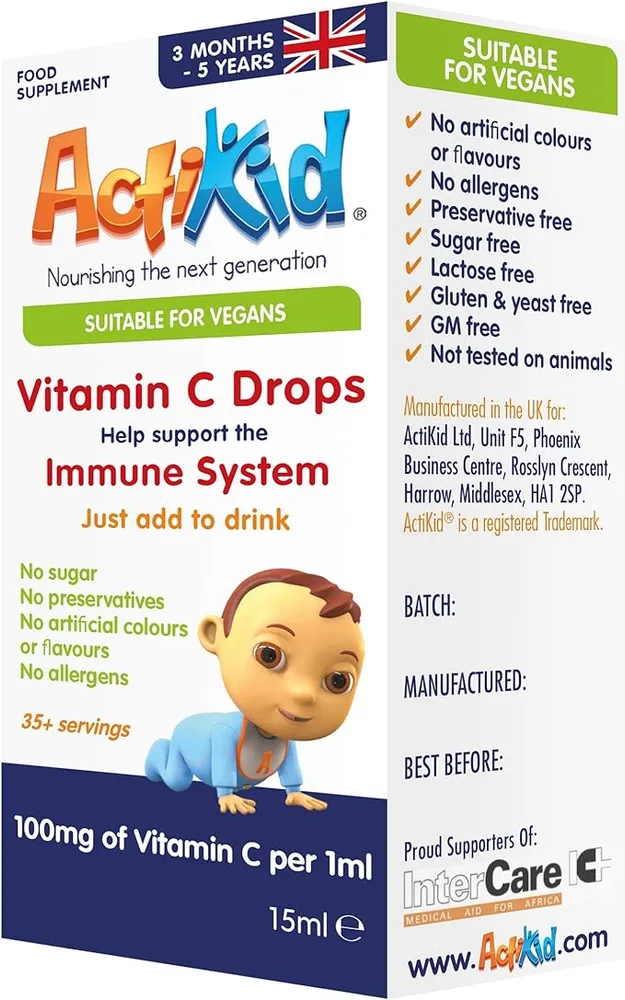 FOOD
SUPPLEMENT
3 MONTHS
- 5 YEARS
ActiKid®
Nourishing the next generation
SUITABLE FOR VEGANS
Vitamin C Drops
Help support the
Immune System
Just add to drink
No sugar
No preservatives
No artificial colours
or flavours
No allergens
35+ servings
A
100mg of Vitamin C per 1ml
15ml ℮
SUITABLE
FOR VEGANS
✔ No artificial colours
or flavours
✔ No allergens
✔ Preservative free
✔ Sugar free
✔ Lactose free
✔ Gluten & yeast free
✔ GM free
✔ Not tested on animals
Manufactured in the UK for:
ActiKid Ltd, Unit F5, Phoenix
Business Centre, Rosslyn Crescent,
Harrow, Middlesex, HA1 2SP.
ActiKid® is a registered Trademark.
BATCH:
MANUFACTURED:
BEST BEFORE:
Proud Supporters Of:
InterCare IC
MEDICAL AID FOR AFRICA
www.ActiKid.com